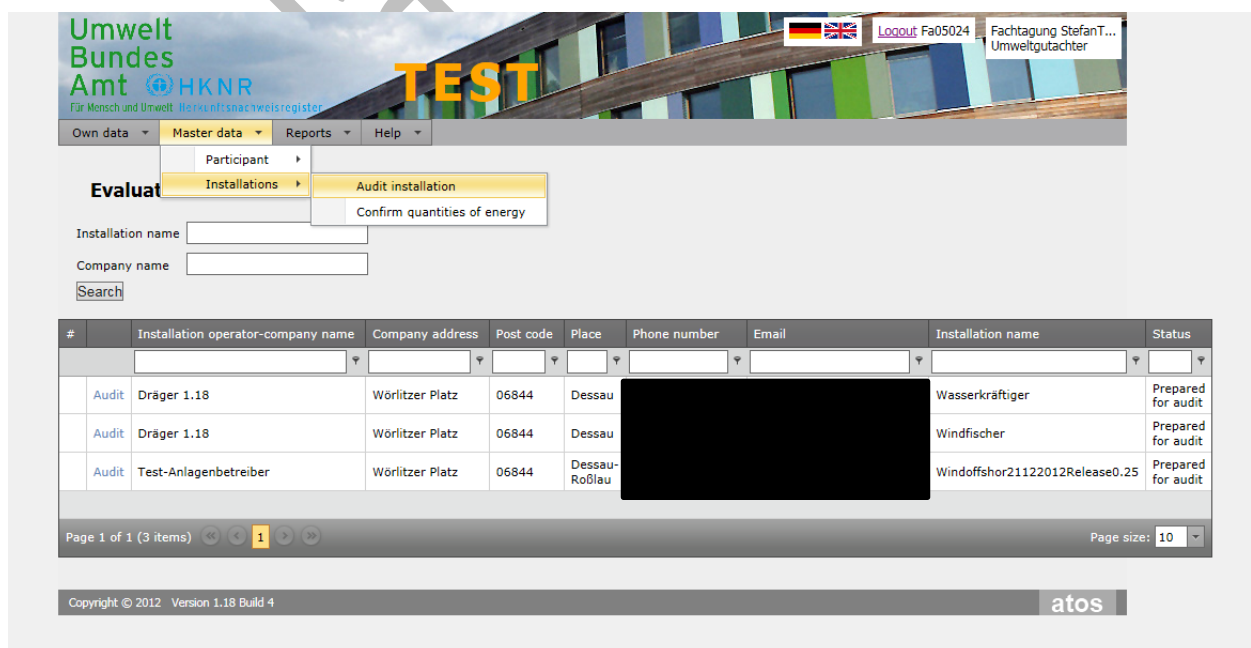 Umwelt
Bundes
Amt HKNR
Für Mensch und Umwelt Herkunftsnachweisregister
TEST
Logout Fa05024
Fachtagung StefanT...
Umweltgutachter
Own data Master data Reports Help
Participant
Installations
Audit installation
Confirm quantities of energy
Evaluat
Installation name
Company name
Search
# Installation operator-company name Company address Post code Place Phone number Email Installation name Status
Audit Dräger 1.18 Wörlitzer Platz 06844 Dessau Wasserkräftiger Prepared for audit
Audit Dräger 1.18 Wörlitzer Platz 06844 Dessau Windfischer Prepared for audit
Audit Test-Anlagenbetreiber Wörlitzer Platz 06844 Dessau-Roßlau Windoffshor21122012Release0.25 Prepared for audit
Page 1 of 1 (3 items) 1 Page size: 10
Copyright © 2012 Version 1.18 Build 4
atos